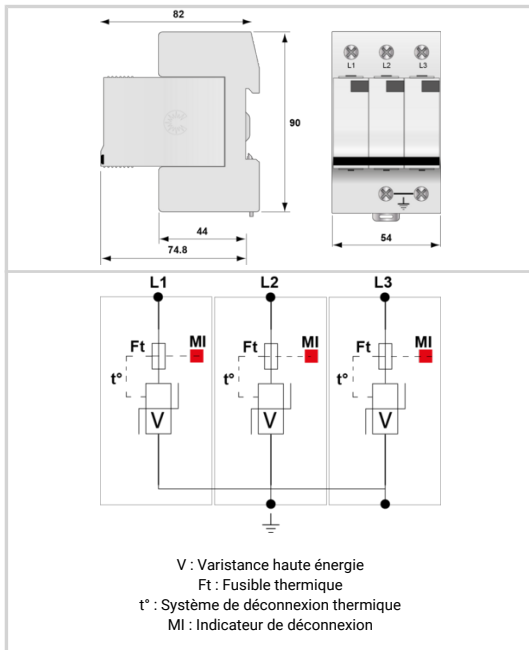 82
L1 L2 L3
90
44
74.8
54
L1 L2 L3
Ft MI Ft MI Ft MI
t° t° t°
V V V
V : Varistance haute énergie
Ft : Fusible thermique
t° : Système de déconnexion thermique
MI : Indicateur de déconnexion